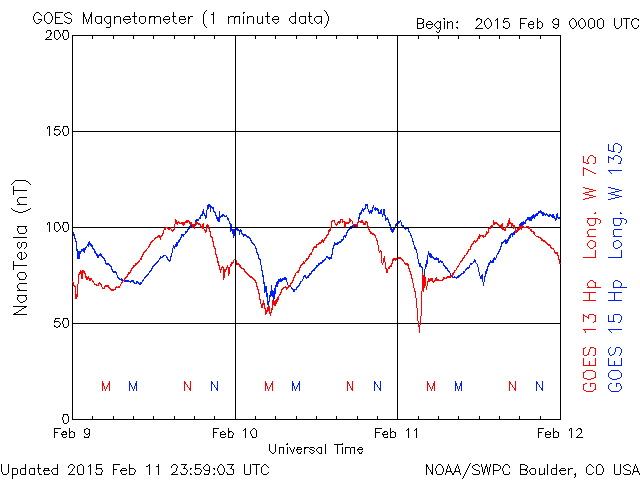 GOES Magnetometer (1 minute data)
Begin: 2015 Feb 9 0000 UTC
200
150
100
50
0
NanoTesla (nT)
M M N N M M N N M M N N
Feb 9 Feb 10 Feb 11 Feb 12
Universal Time
GOES 13 Hp Long. W 75
GOES 15 Hp Long. W 135
Updated 2015 Feb 11 23:59:03 UTC
NOAA/SWPC Boulder, CO USA